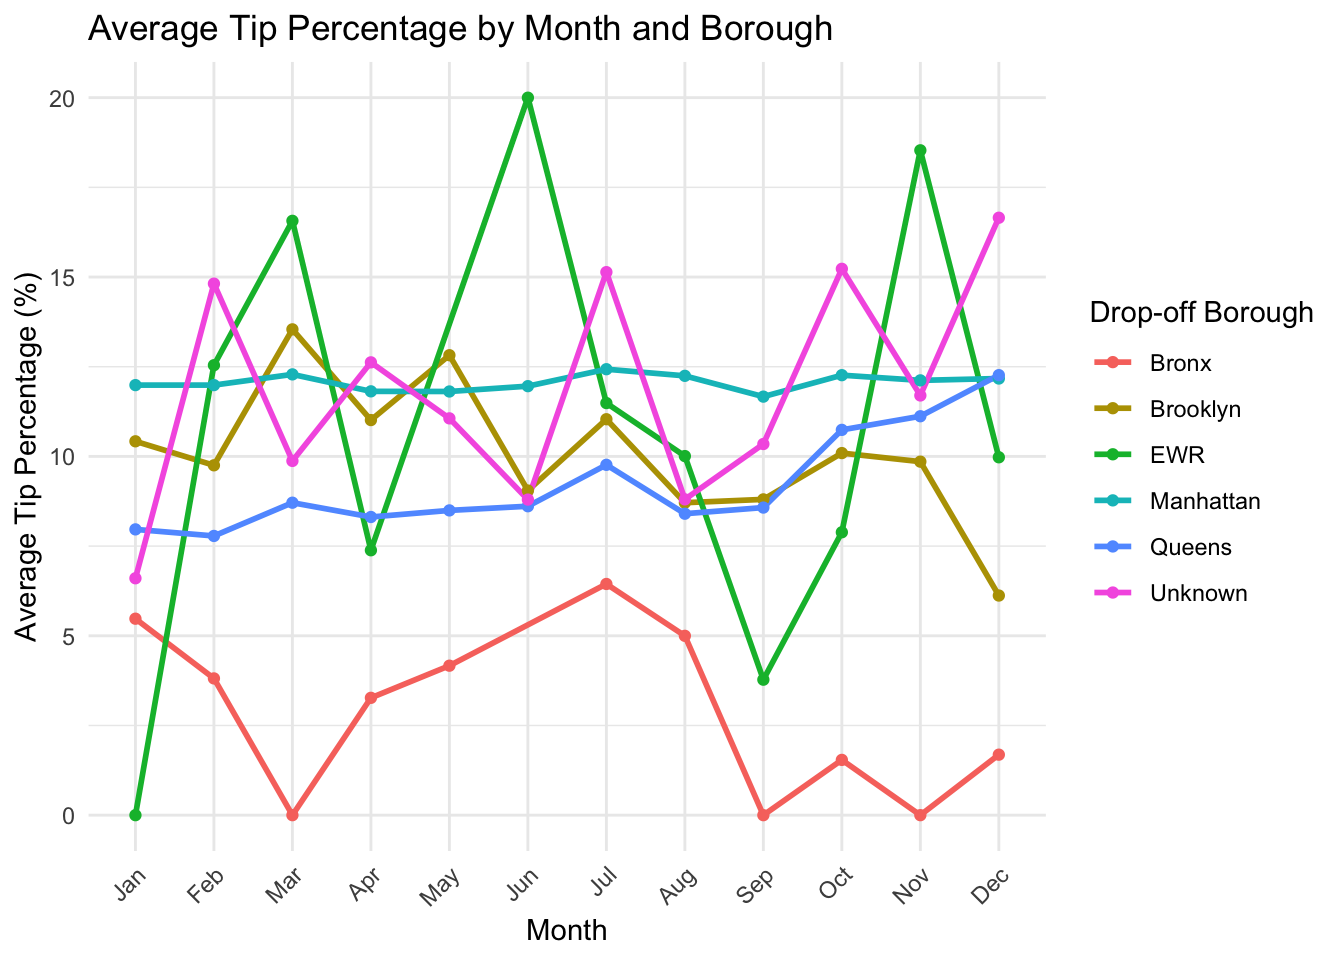 Average Tip Percentage by Month and Borough
Average Tip Percentage (%)
20
15
10
5
0
Jan
Feb
Mar
Apr
May
Jun
Jul
Aug
Sep
Oct
Nov
Dec
Month
Drop-off Borough
Bronx
Brooklyn
EWR
Manhattan
Queens
Unknown